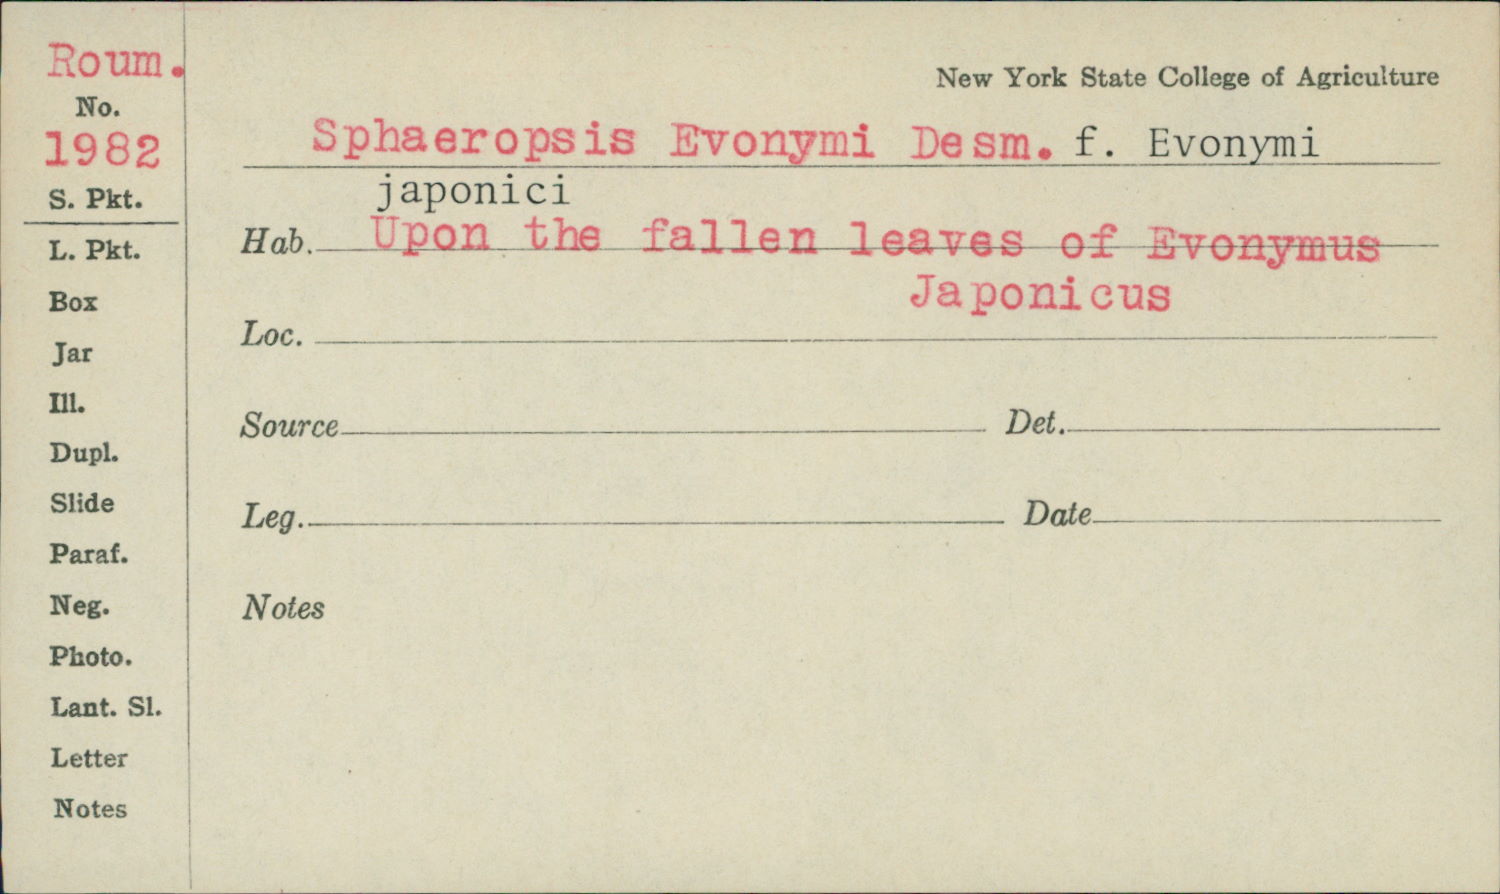 Roum.
No.
1982
S. Pkt.
L. Pkt.
Box
Jar
Ill.
Dupl.
Slide
Paraf.
Neg.
Photo.
Lant. Sl.
Letter
Notes
New York State College of Agriculture
Sphaeropsis Evonymi Desm. f. Evonymi
japonici
Hab. Upon the fallen leaves of Evonymus
Japonicus
Loc.
Source Det.
Leg. Date
Notes